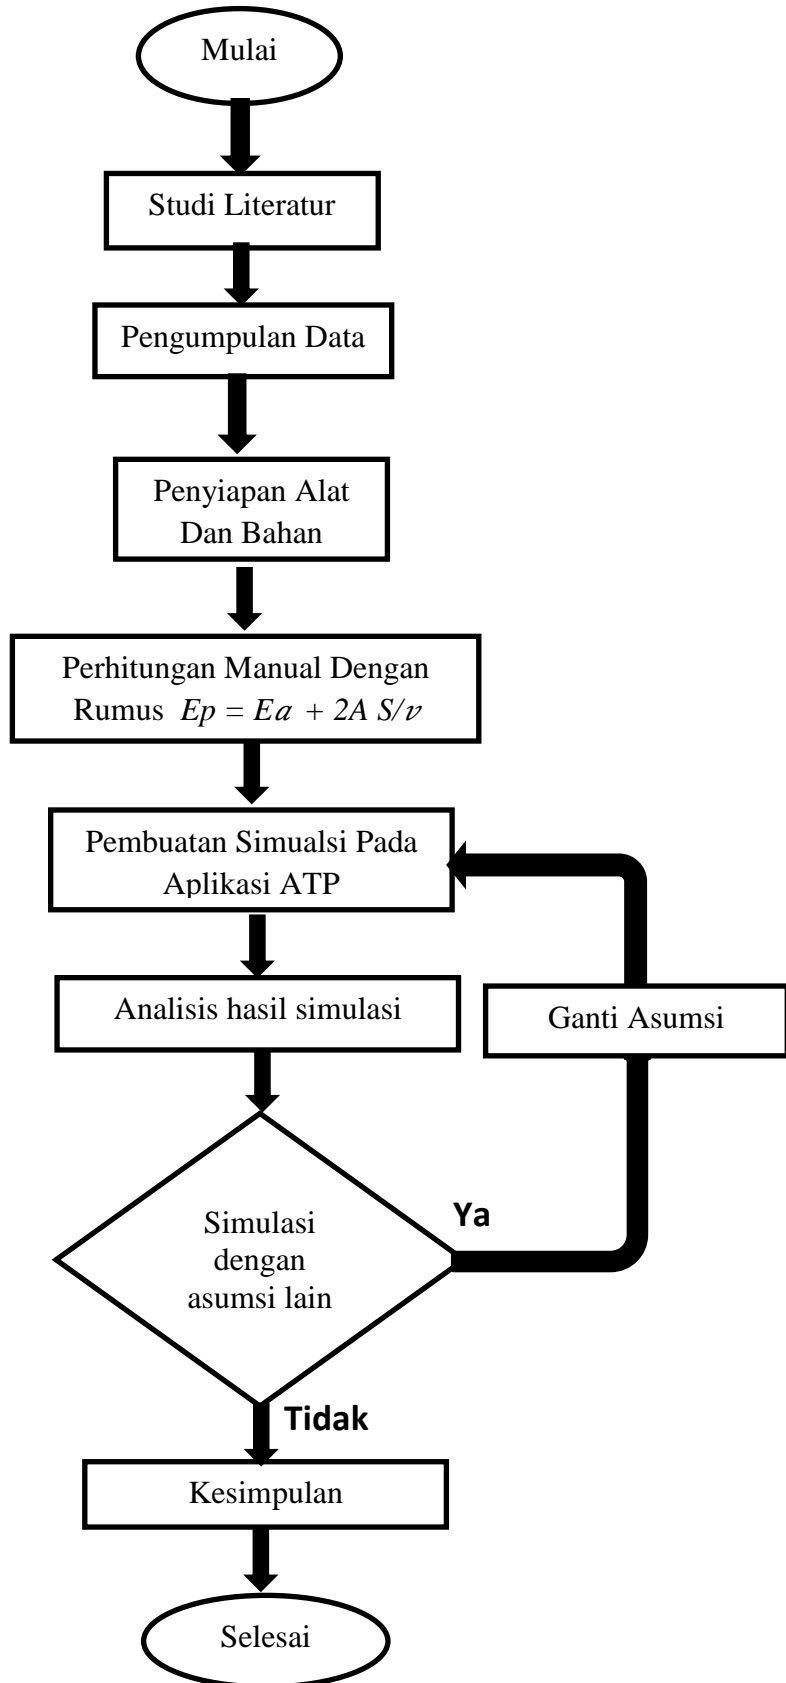 Mulai
Studi Literatur
Pengumpulan Data
Penyiapan Alat
Dan Bahan
Perhitungan Manual Dengan
Rumus Ep = Ea + 2A S/v
Pembuatan Simualsi Pada
Aplikasi ATP
Analisis hasil simulasi
Ganti Asumsi
Simulasi
dengan
asumsi lain
Ya
Tidak
Kesimpulan
Selesai